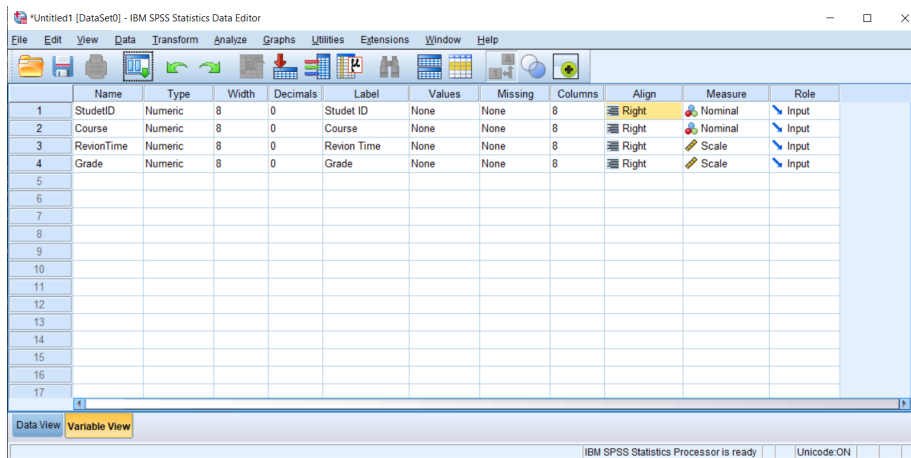 *Untitled1 [DataSet0] - IBM SPSS Statistics Data Editor
File Edit View Data Transform Analyze Graphs Utilities Extensions Window Help
Name Type Width Decimals Label Values Missing Columns Align Measure Role
1 StudetID Numeric 8 0 Studet ID None None 8 Right Nominal Input
2 Course Numeric 8 0 Course None None 8 Right Nominal Input
3 RevionTime Numeric 8 0 Revion Time None None 8 Right Scale Input
4 Grade Numeric 8 0 Grade None None 8 Right Scale Input
5
6
7
8
9
10
11
12
13
14
15
16
17
Data View Variable View
IBM SPSS Statistics Processor is ready Unicode:ON